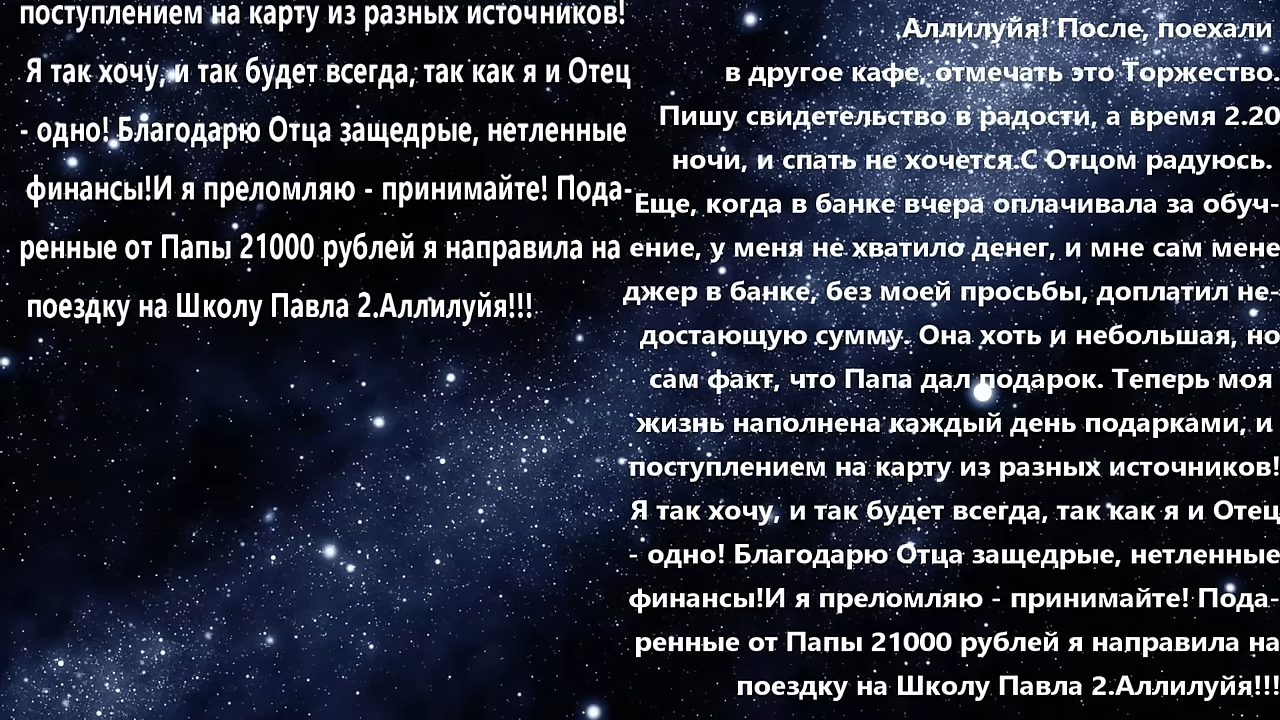 поступлением на карту из разных источников!
Я так хочу, и так будет всегда, так как я и Отец
- одно! Благодарю Отца защедрые, нетленные
финансы!И я преломляю - принимайте! Пода-
ренные от Папы 21000 рублей я направила на
поездку на Школу Павла 2.Аллилуйя!!!
Аллилуйя! После, поехали
в другое кафе, отмечать это Торжество.
Пишу свидетельство в радости, а время 2.20
ночи, и спать не хочется.С Отцом радуюсь.
Еще, когда в банке вчера оплачивала за обуч-
ение, у меня не хватило денег, и мне сам мене
джер в банке, без моей просьбы, доплатил не-
достающую сумму. Она хоть и небольшая, но
сам факт, что Папа дал подарок. Теперь моя
жизнь наполнена каждый день подарками, и
поступлением на карту из разных источников!
Я так хочу, и так будет всегда, так как я и Отец
- одно! Благодарю Отца защедрые, нетленные
финансы!И я преломляю - принимайте! Пода-
ренные от Папы 21000 рублей я направила на
поездку на Школу Павла 2.Аллилуйя!!!